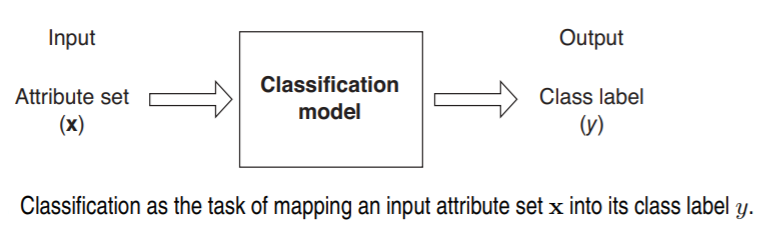 Input
Output
Attribute set
(x)
Classification
model
Class label
(y)
Classification as the task of mapping an input attribute set x into its class label y.